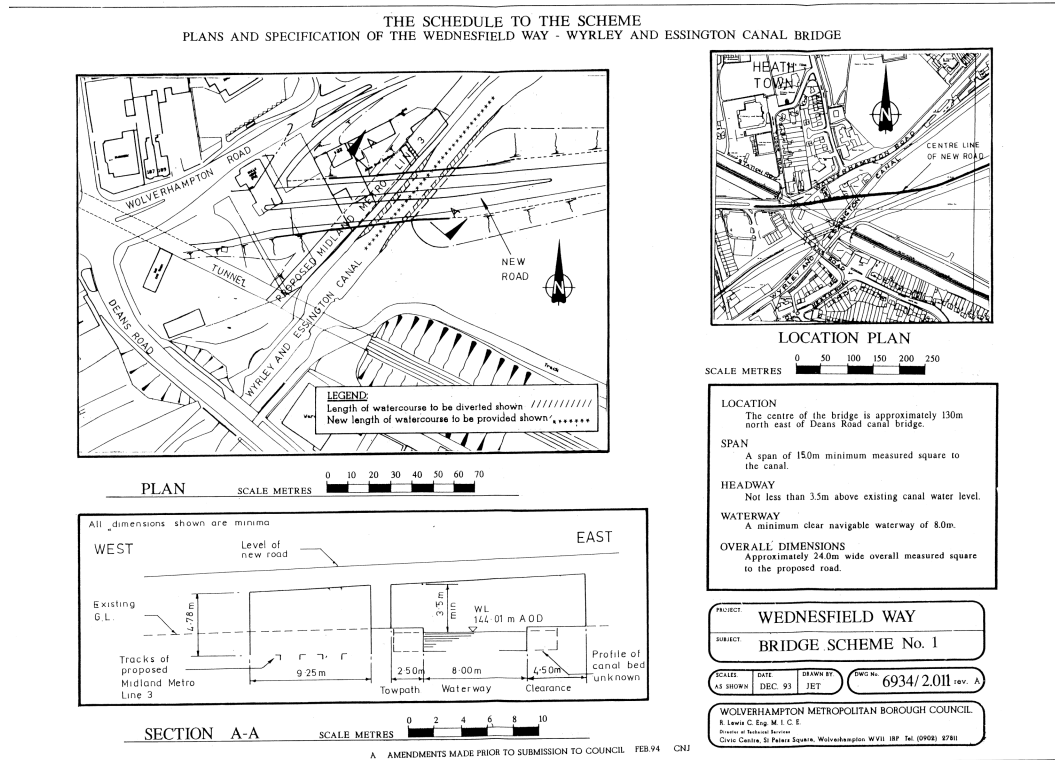 THE SCHEDULE TO THE SCHEME
PLANS AND SPECIFICATION OF THE WEDNESFIELD WAY - WYRLEY AND ESSINGTON CANAL BRIDGE
WOLVERHAMPTON ROAD
TUNNEL
DEANS ROAD
PROPOSED MIDLAND METRO LINE 3
WYRLEY AND ESSINGTON CANAL
A
A
NEW
ROAD
N
Track
LEGEND:
Length of watercourse to be diverted shown
New length of watercourse to be provided shown
PLAN
SCALE METRES
0 10 20 30 40 50 60 70
HEATH
TOWN
N
WOLVERHAMPTON ROAD
CANAL
CENTRE LINE
OF NEW ROAD
STATION ROAD
ESSINGTON
WYRLEY AND
LOCATION PLAN
0 50 100 150 200 250
SCALE METRES
LOCATION
The centre of the bridge is approximately 130m
north east of Deans Road canal bridge.
SPAN
A span of 15.0m minimum measured square to
the canal.
HEADWAY
Not less than 3.5m above existing canal water level.
WATERWAY
A minimum clear navigable waterway of 8.0m.
OVERALL DIMENSIONS
Approximately 24.0m wide overall measured square
to the proposed road.
All dimensions shown are minima
WEST
EAST
Level of
new road
Existing
G.L.
4·78m
3·5m
min
WL
144·01 m A O D
Tracks of
proposed
Midland Metro
Line 3
9·25m
2·50m
8·00m
4·50m
Towpath
Waterway
Clearance
Profile of
canal bed
unknown
SECTION A-A
SCALE METRES
0 2 4 6 8 10
A AMENDMENTS MADE PRIOR TO SUBMISSION TO COUNCIL FEB.94 CNJ
PROJECT. WEDNESFIELD WAY
SUBJECT. BRIDGE SCHEME No. 1
SCALES. AS SHOWN
DATE. DEC. 93
DRAWN BY. JET
DWG No. 6934/2.011 rev. A
WOLVERHAMPTON METROPOLITAN BOROUGH COUNCIL.
R. Lewis C. Eng. M. I. C. E.
Director of Technical Services
Civic Centre, St Peters Square, Wolverhampton WV11 1BP Tel. (0902) 27811